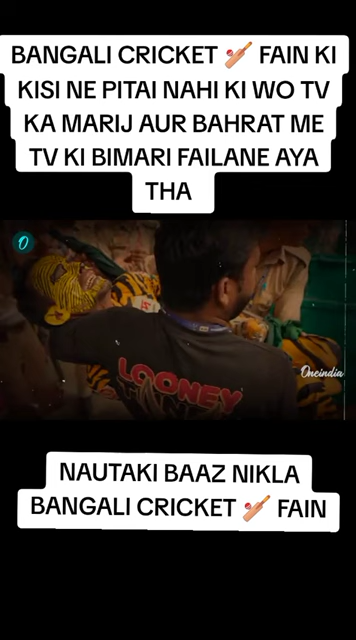 BANGALI CRICKET 🏏 FAIN KI
KISI NE PITAI NAHI KI WO TV
KA MARIJ AUR BAHRAT ME
TV KI BIMARI FAILANE AYA
THA
O
Oneindia
LOONEY
NAUTAKI BAAZ NIKLA
BANGALI CRICKET 🏏 FAIN